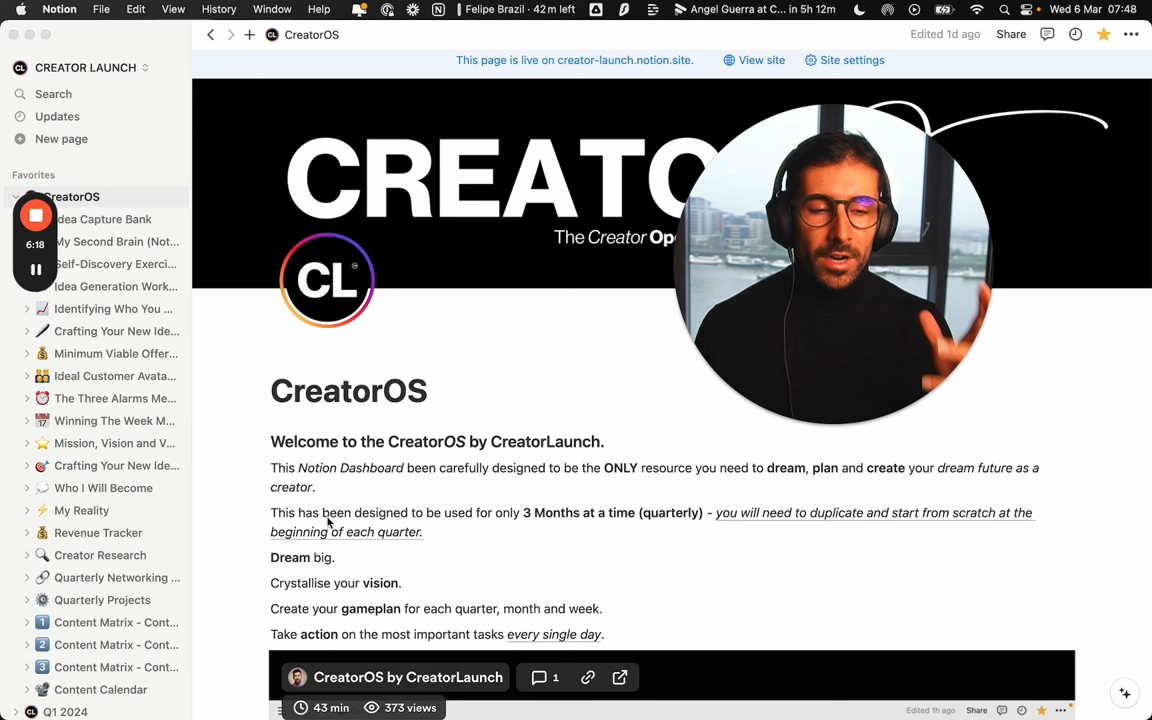 Notion File Edit View History Window Help Felipe Brazil · 42m left Angel Guerra at C... in 5h 12m Wed 6 Mar 07:48
CreatorOS Edited 1d ago Share
CREATOR LAUNCH
This page is live on creator-launch.notion.site. View site Site settings
Search
Updates
New page
Favorites
CreatorOS
Idea Capture Bank
My Second Brain (Not...
Self-Discovery Exerci...
Idea Generation Work...
Identifying Who You ...
Crafting Your New Ide...
Minimum Viable Offer...
Ideal Customer Avata...
The Three Alarms Me...
Winning The Week M...
Mission, Vision and V...
Crafting Your New Ide...
Who I Will Become
My Reality
Revenue Tracker
Creator Research
Quarterly Networking ...
Quarterly Projects
1 Content Matrix - Cont...
2 Content Matrix - Cont...
3 Content Matrix - Cont...
Content Calendar
CL Q1 2024
6:18
CREATO
The Creator Ope
CL
CreatorOS
Welcome to the CreatorOS by CreatorLaunch.
This Notion Dashboard been carefully designed to be the ONLY resource you need to dream, plan and create your dream future as a
creator.
This has been designed to be used for only 3 Months at a time (quarterly) - you will need to duplicate and start from scratch at the
beginning of each quarter.
Dream big.
Crystallise your vision.
Create your gameplan for each quarter, month and week.
Take action on the most important tasks every single day.
CreatorOS by CreatorLaunch 1
43 min 373 views
Edited 1h ago Share